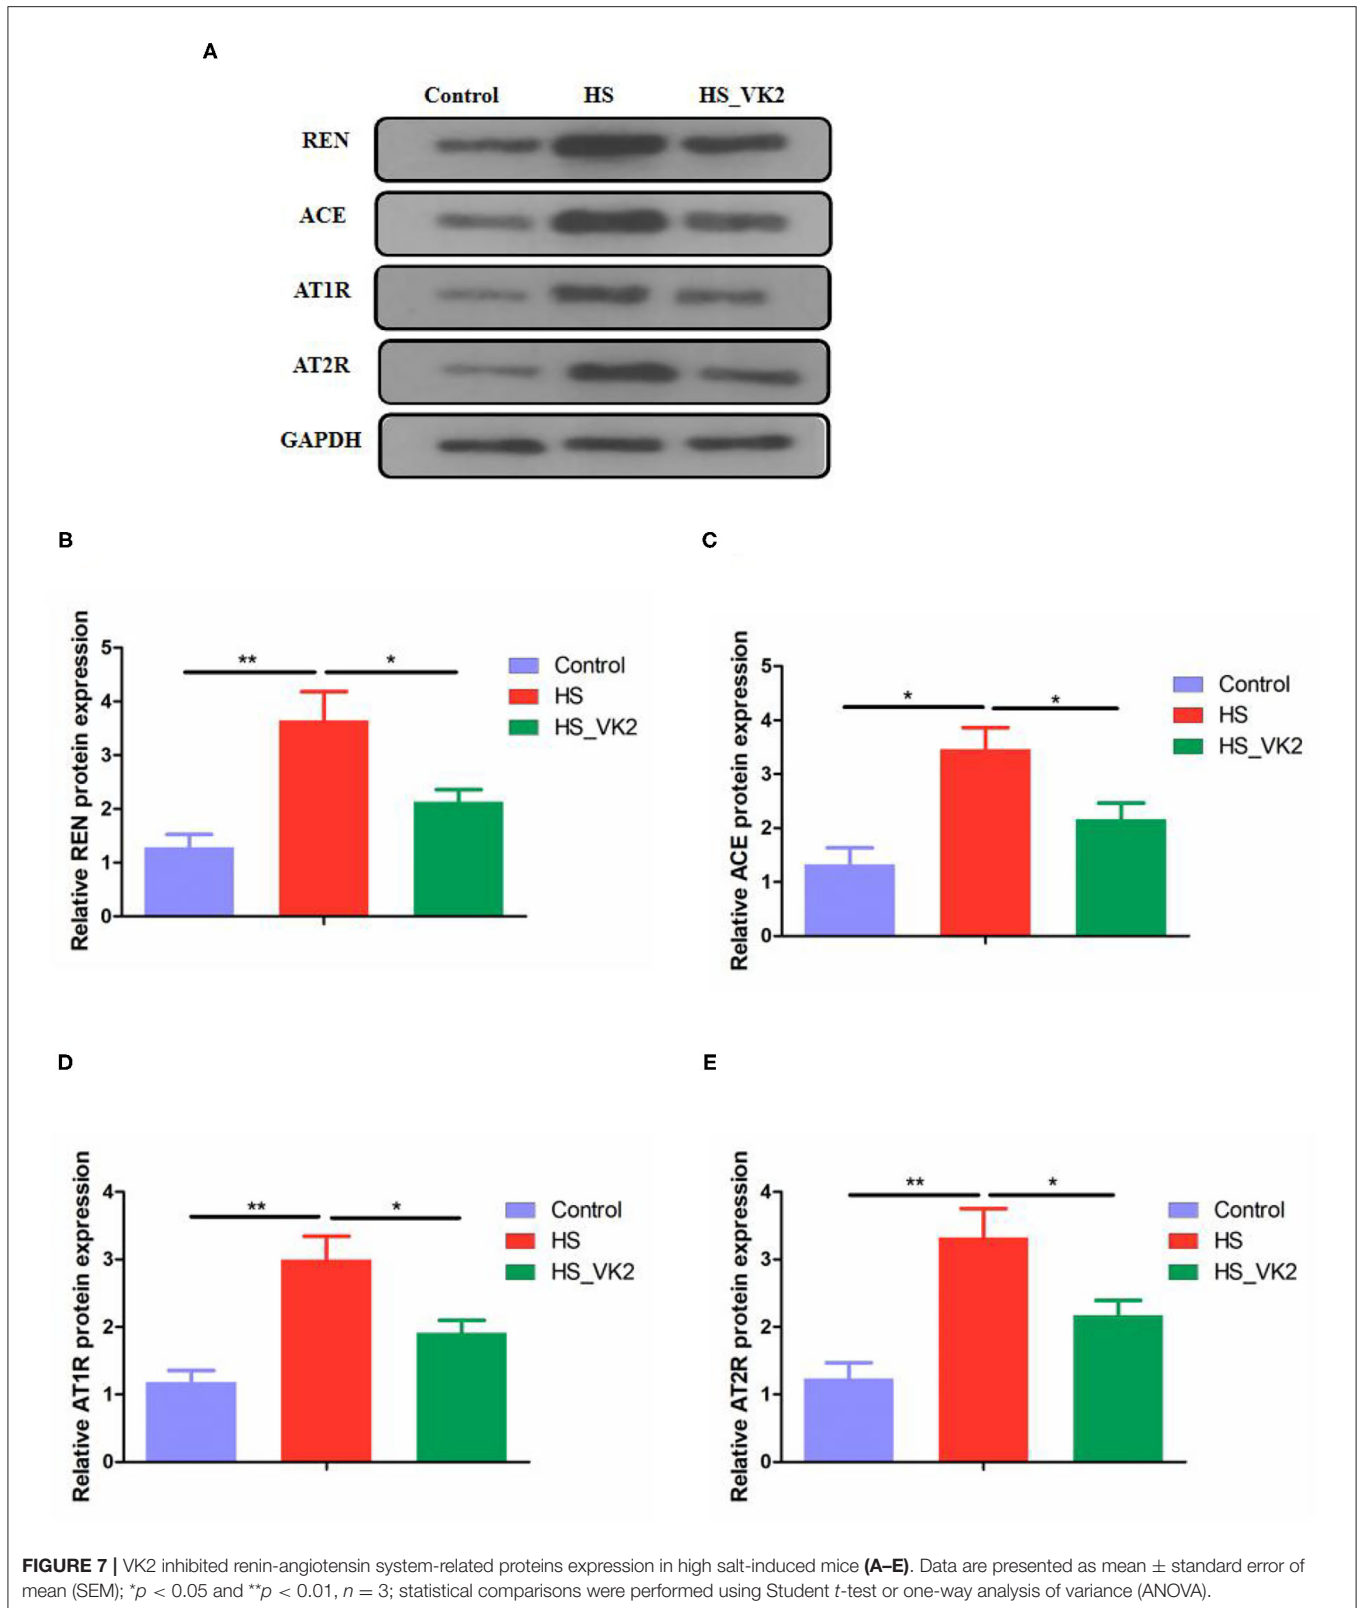 A
Control HS HS_VK2
REN
ACE
AT1R
AT2R
GAPDH
B
Relative REN protein expression
5
4
3
2
1
0
** *
Control
HS
HS_VK2
C
Relative ACE protein expression
5
4
3
2
1
0
* *
Control
HS
HS_VK2
D
Relative AT1R protein expression
4
3
2
1
0
** *
Control
HS
HS_VK2
E
Relative AT2R protein expression
4
3
2
1
0
** *
Control
HS
HS_VK2
FIGURE 7 | VK2 inhibited renin-angiotensin system-related proteins expression in high salt-induced mice (A–E). Data are presented as mean ± standard error of
mean (SEM); *p < 0.05 and **p < 0.01, n = 3; statistical comparisons were performed using Student t-test or one-way analysis of variance (ANOVA).